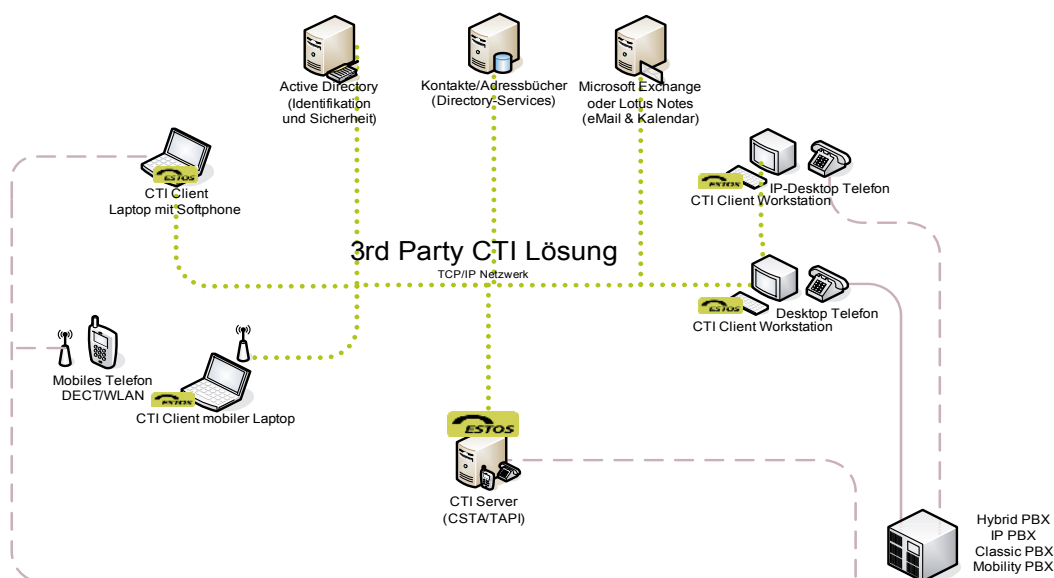 Active Directory
(Identifikation
und Sicherheit)
Kontakte/Adressbücher
(Directory-Services)
Microsoft Exchange
oder Lotus Notes
(eMail & Kalendar)
ESTOS
CTI Client
Laptop mit Softphone
ESTOS
IP-Desktop Telefon
CTI Client Workstation
3rd Party CTI Lösung
TCP/IP Netzwerk
ESTOS
Desktop Telefon
CTI Client Workstation
Mobiles Telefon
DECT/WLAN
ESTOS
CTI Client mobiler Laptop
ESTOS
CTI Server
(CSTA/TAPI)
Hybrid PBX
IP PBX
Classic PBX
Mobility PBX